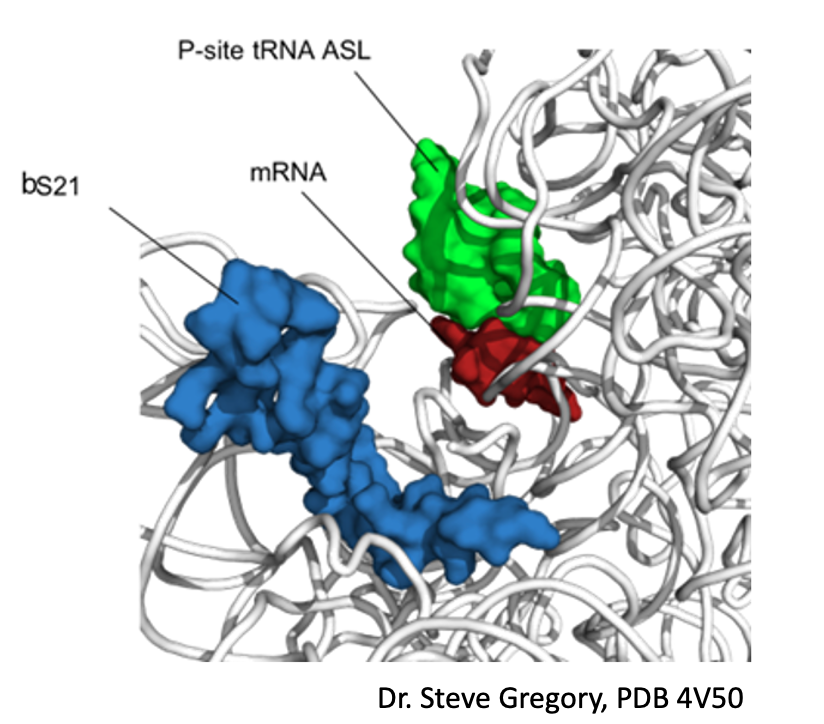 P-site tRNA ASL
mRNA
bS21
Dr. Steve Gregory, PDB 4V50